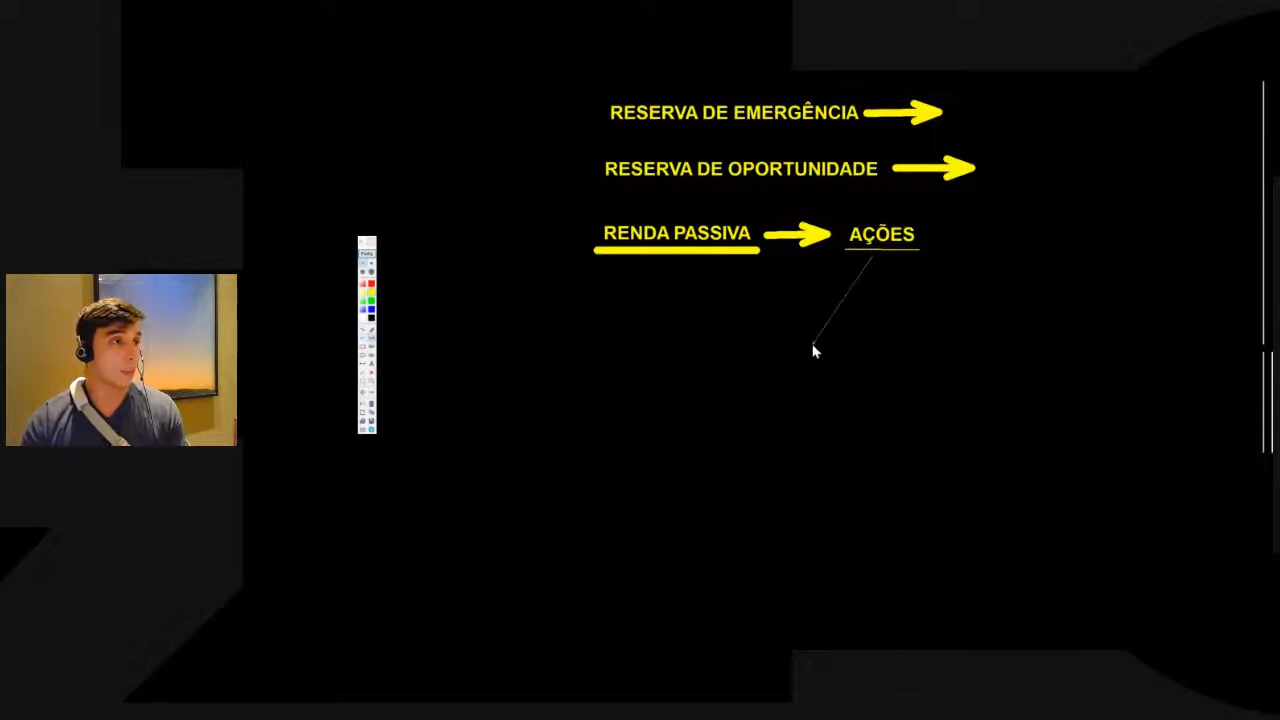 RESERVA DE EMERGÊNCIA
RESERVA DE OPORTUNIDADE
RENDA PASSIVA
AÇÕES